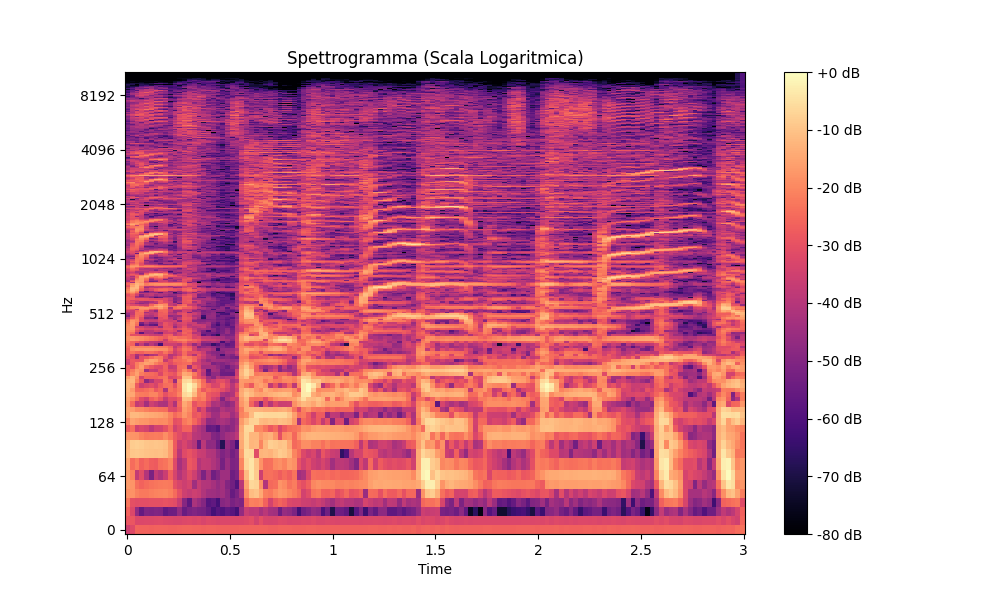 Spettrogramma (Scala Logaritmica)
Hz
8192
4096
2048
1024
512
256
128
64
0
0 0.5 1 1.5 2 2.5 3
Time
+0 dB
-10 dB
-20 dB
-30 dB
-40 dB
-50 dB
-60 dB
-70 dB
-80 dB